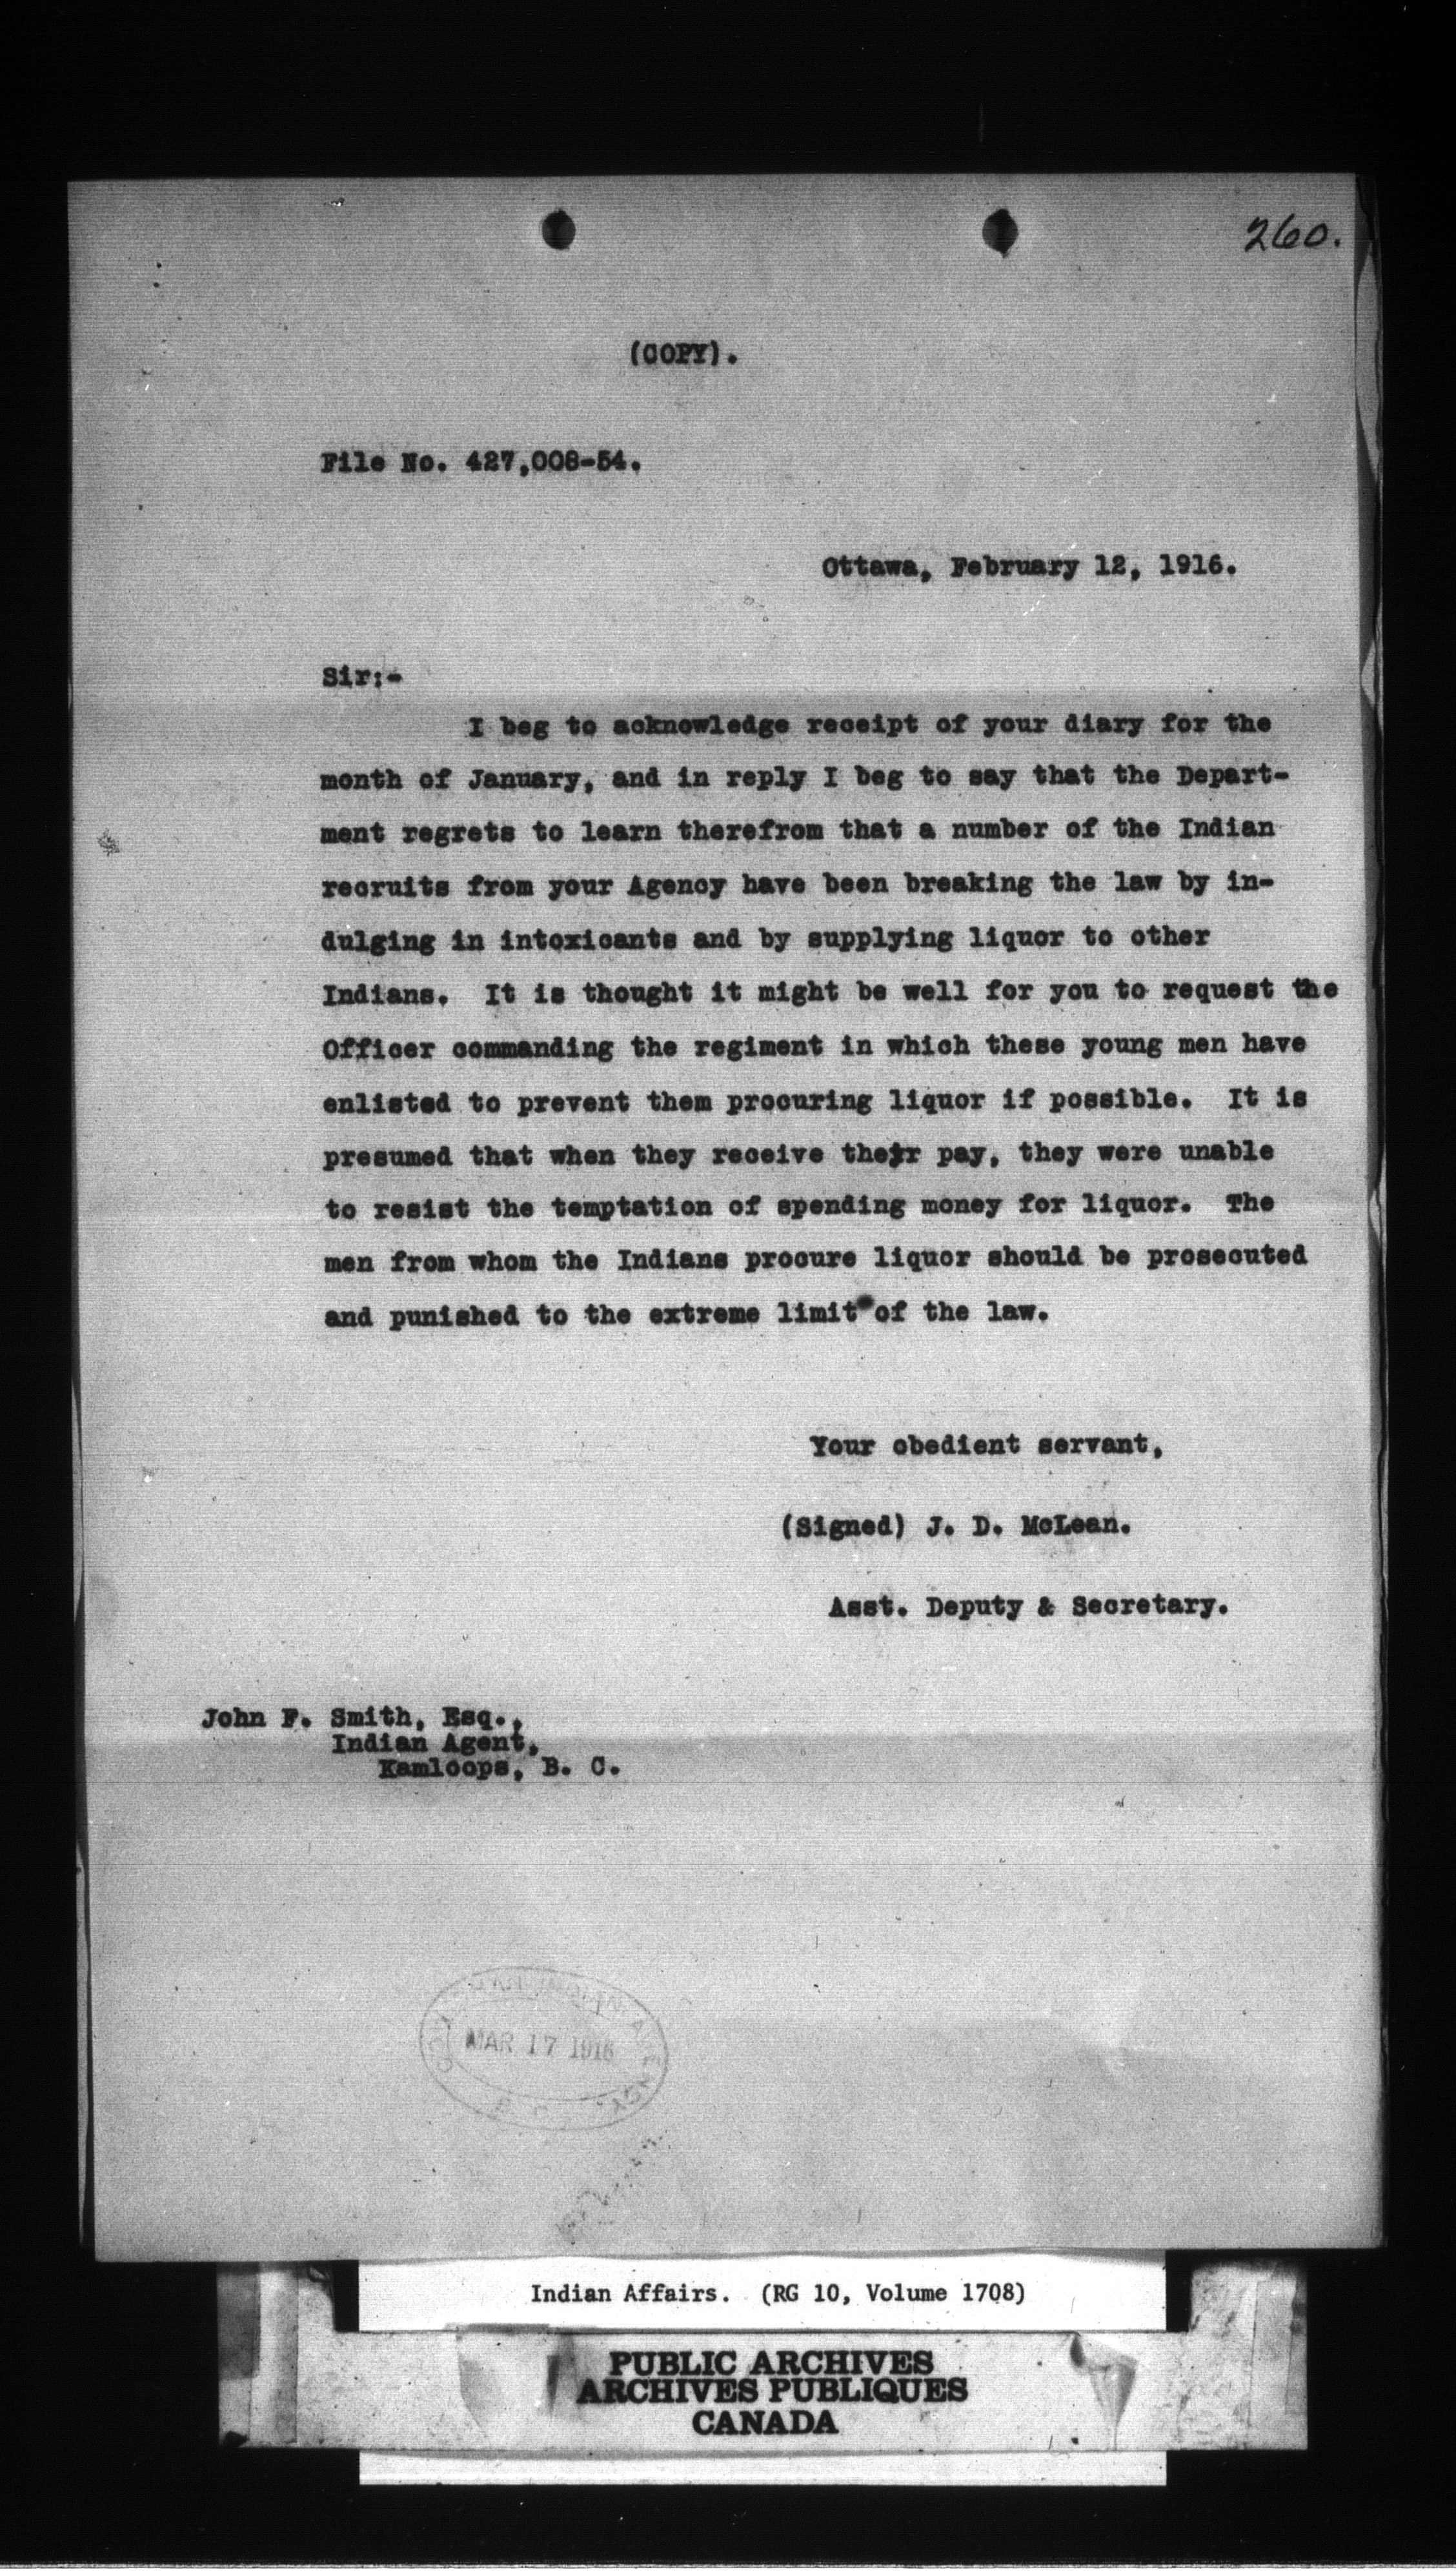 260.
(COPY).
File No. 427,008-54.
Ottawa, February 12, 1916.
Sir:-
I beg to acknowledge receipt of your diary for the
month of January, and in reply I beg to say that the Depart-
ment regrets to learn therefrom that a number of the Indian
recruits from your Agency have been breaking the law by in-
dulging in intoxicants and by supplying liquor to other
Indians. It is thought it might be well for you to request the
Officer commanding the regiment in which these young men have
enlisted to prevent them procuring liquor if possible. It is
presumed that when they receive their pay, they were unable
to resist the temptation of spending money for liquor. The
men from whom the Indians procure liquor should be prosecuted
and punished to the extreme limit of the law.
Your obedient servant,
(Signed) J. D. McLean.
Asst. Deputy & Secretary.
John F. Smith, Esq.,
Indian Agent,
Kamloops, B. C.
AGENCY
MAR 17 1916
Indian Affairs. (RG 10, Volume 1708)
PUBLIC ARCHIVES
ARCHIVES PUBLIQUES
CANADA